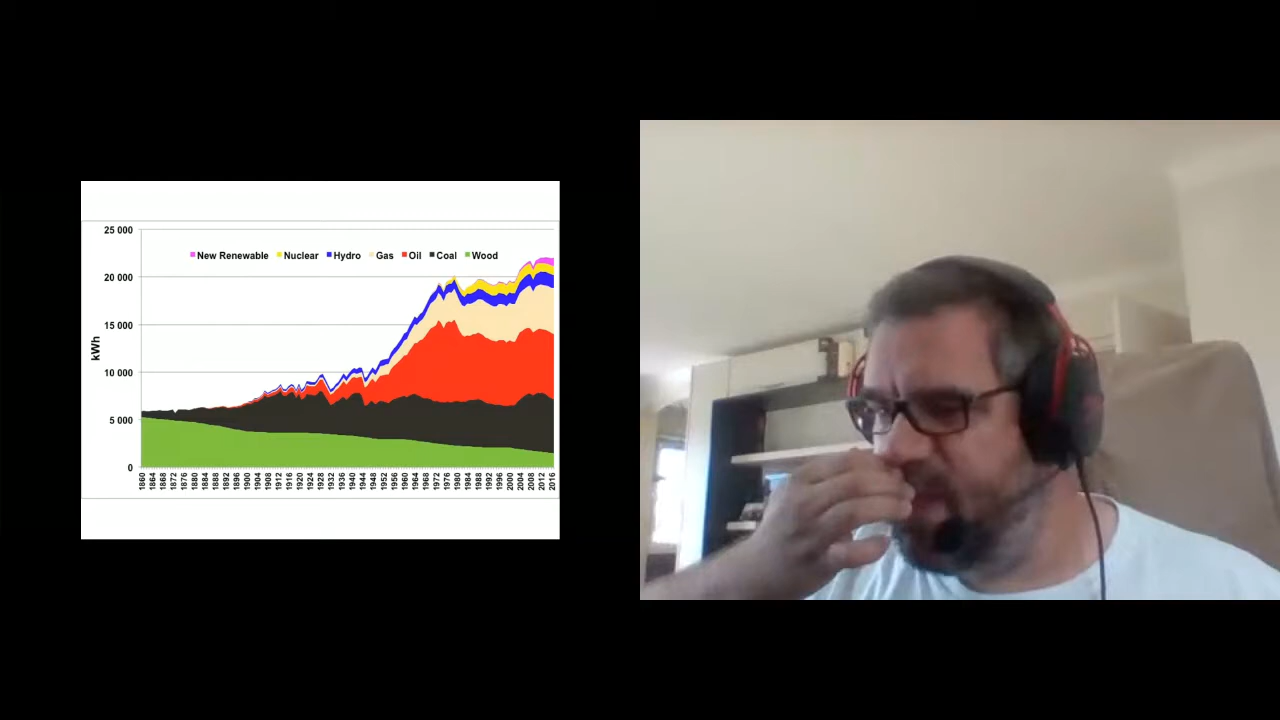 25 000
New Renewable Nuclear Hydro Gas Oil Coal Wood
20 000
15 000
kWh
10 000
5 000
0
1860 1864 1868 1872 1876 1880 1884 1888 1892 1896 1900 1904 1908 1912 1916 1920 1924 1928 1932 1936 1940 1944 1948 1952 1956 1960 1964 1968 1972 1976 1980 1984 1988 1992 1996 2000 2004 2008 2012 2016